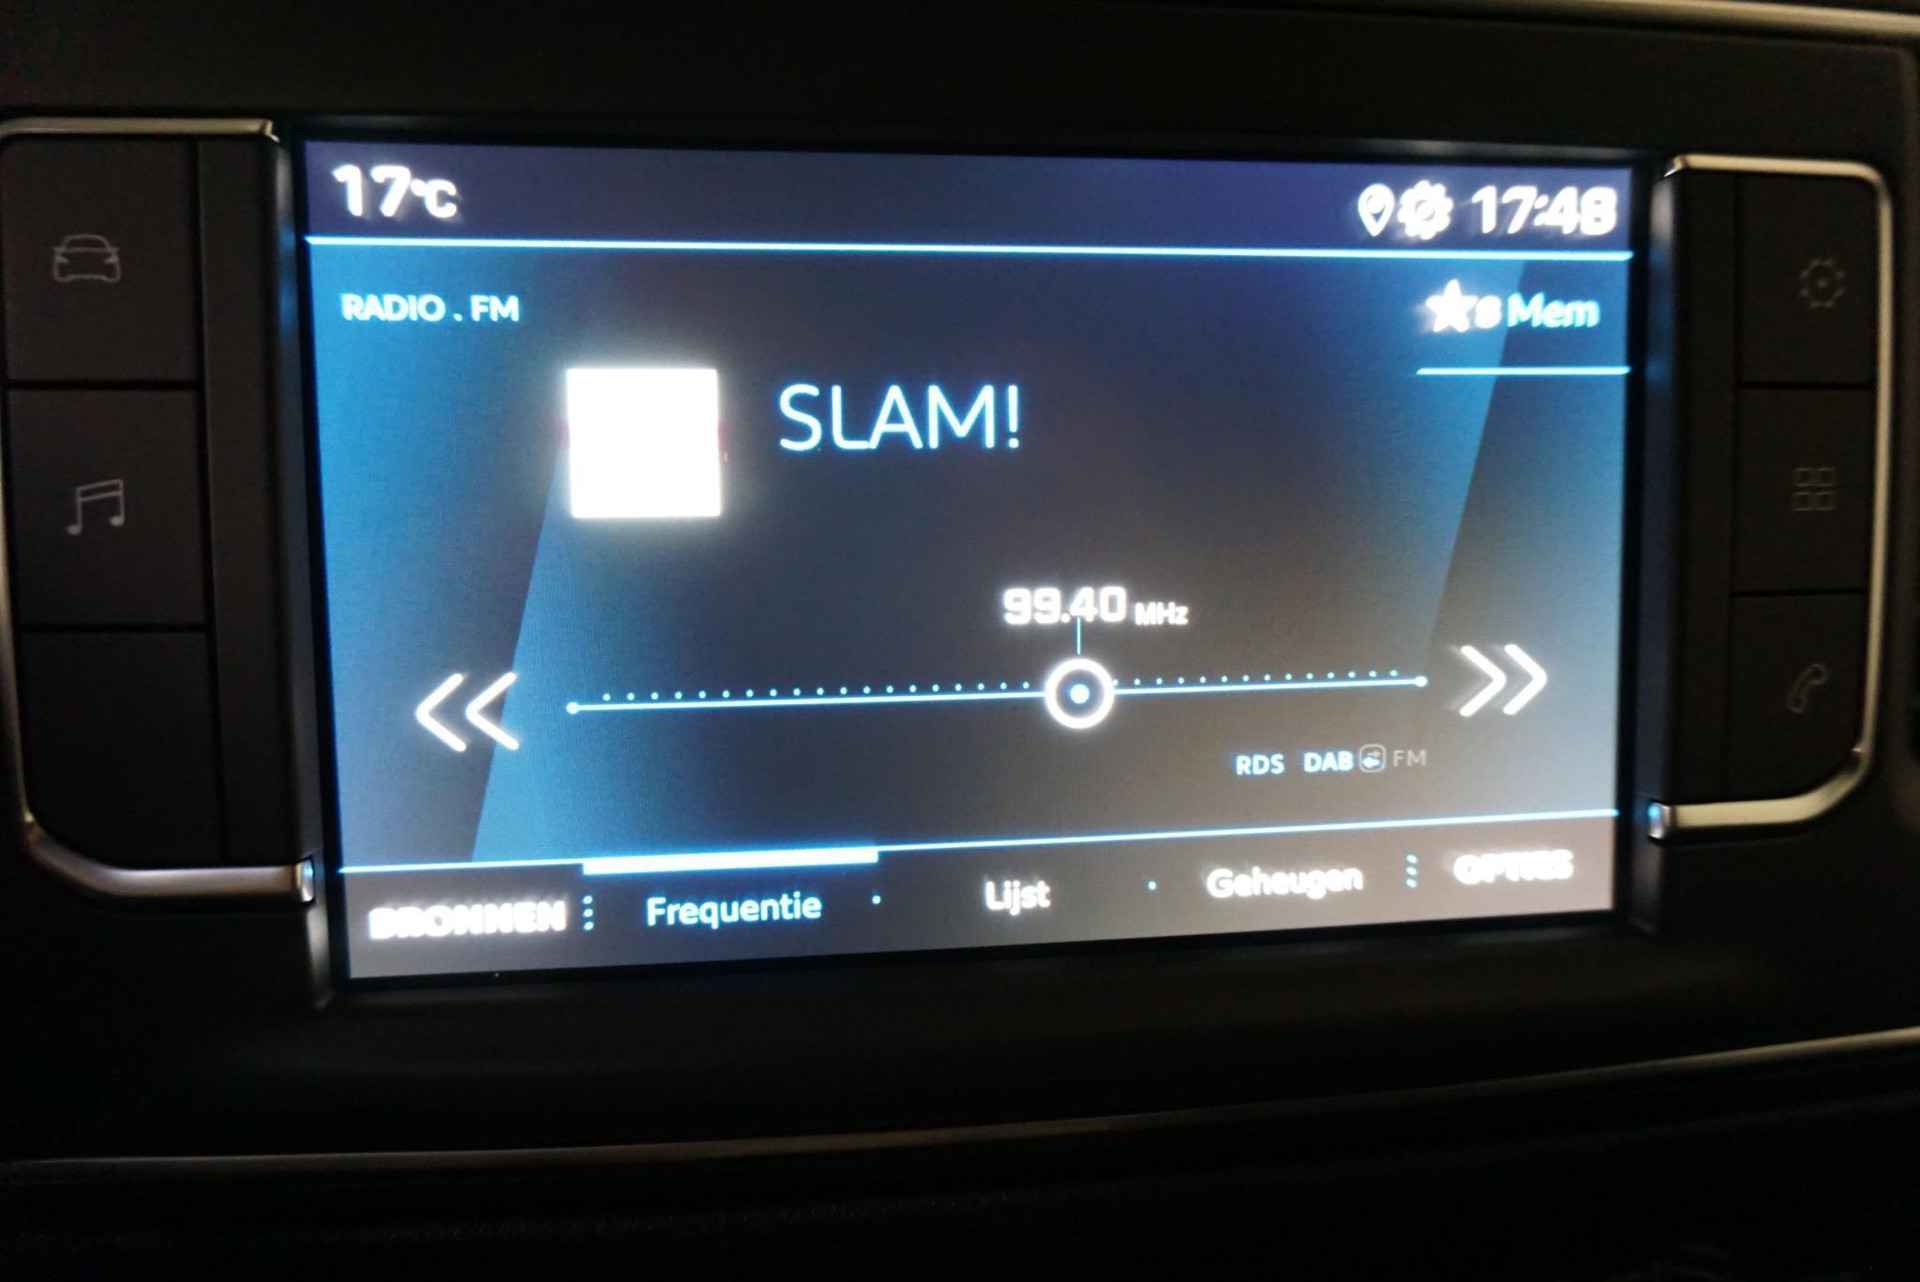 17°C 17:48
RADIO . FM 8 Mem
SLAM!
99.40 MHz
RDS DAB FM
BRONNEN Frequentie Lijst Geheugen OPTIES